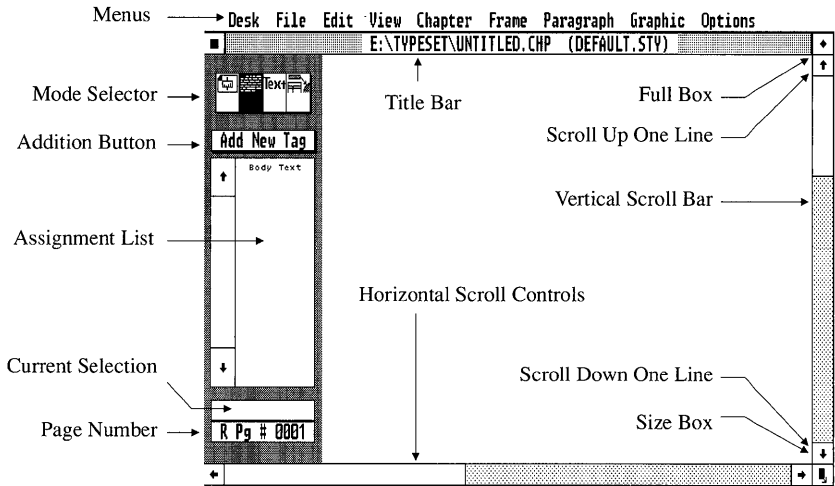 Menus
Desk File Edit View Chapter Frame Paragraph Graphic Options
E:\TYPESET\UNTITLED.CHP (DEFAULT.STY)
Text
Mode Selector
Title Bar
Full Box
Scroll Up One Line
Addition Button
Add New Tag
Body Text
Vertical Scroll Bar
Assignment List
Horizontal Scroll Controls
Current Selection
Scroll Down One Line
Size Box
Page Number
R Pg # 0001